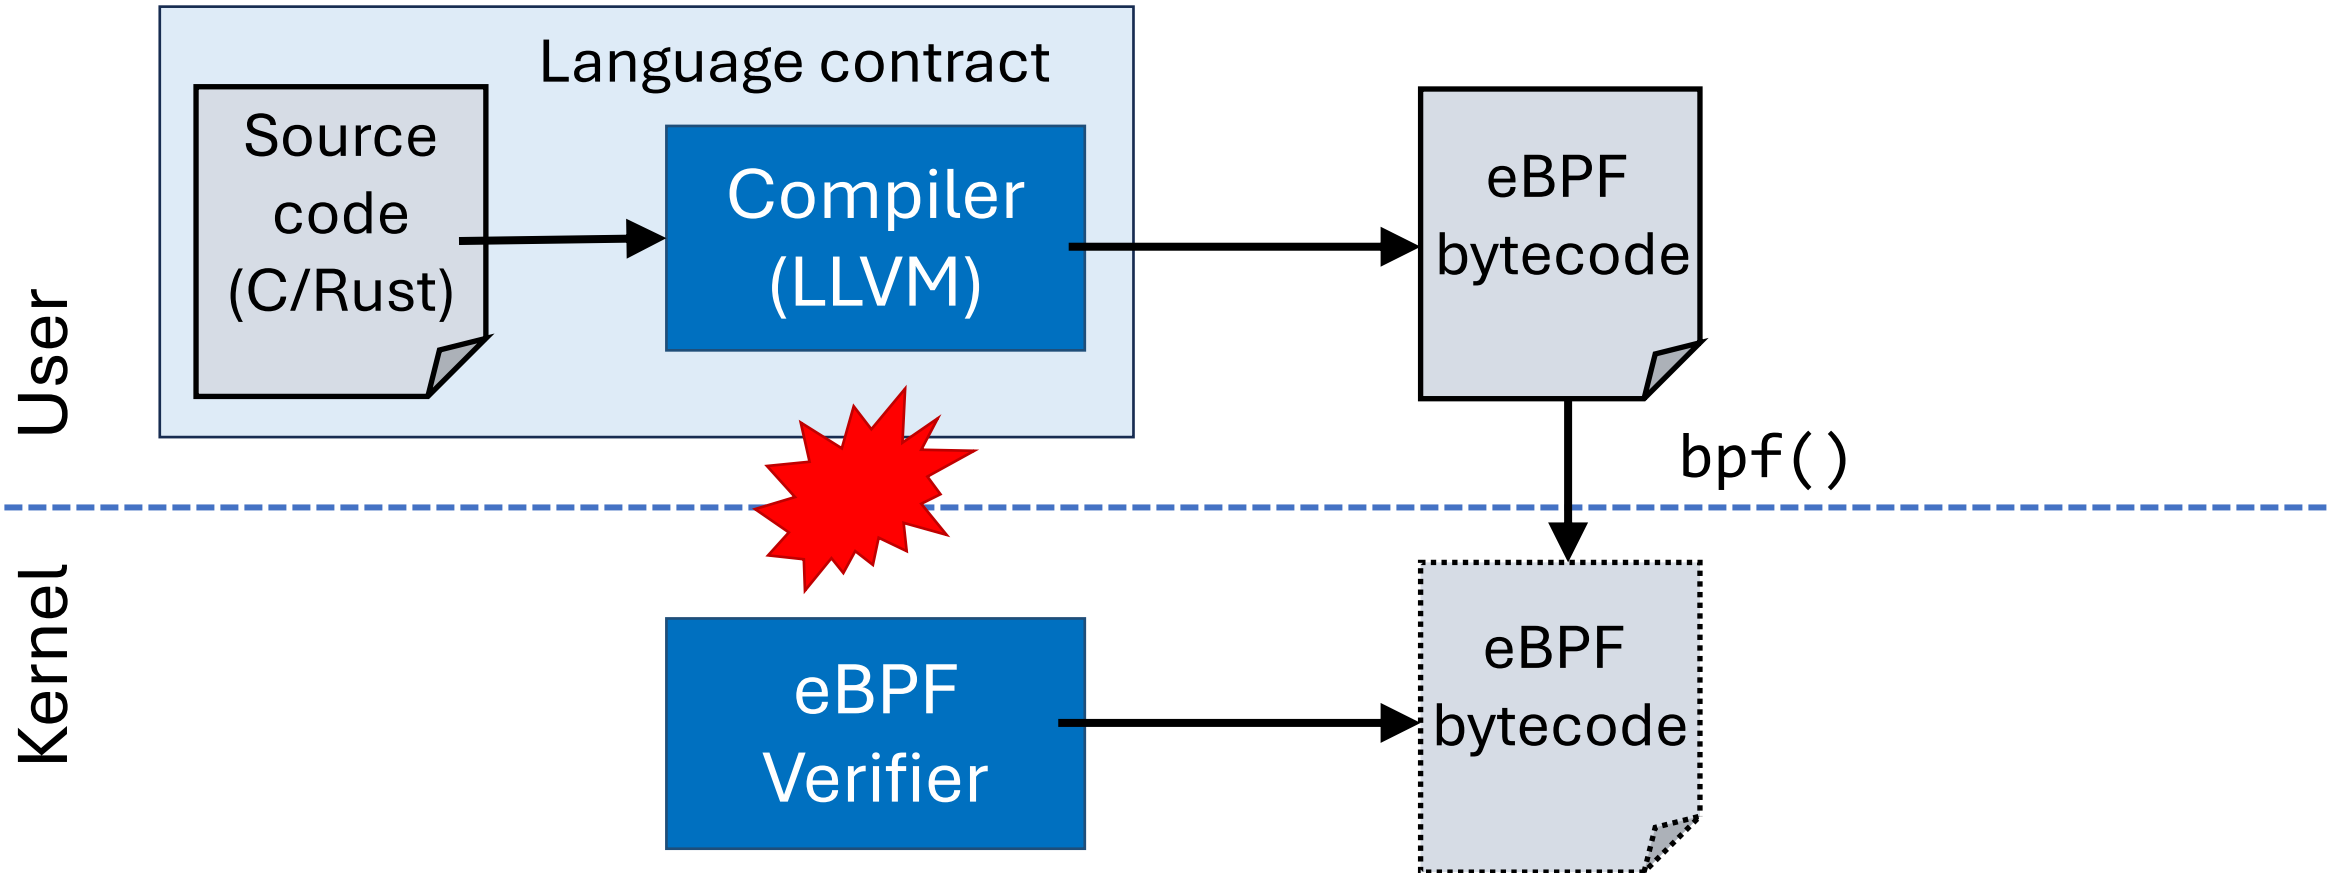 Language contract
Source
code
(C/Rust)
Compiler
(LLVM)
eBPF
bytecode
User
bpf()
Kernel
eBPF
Verifier
eBPF
bytecode